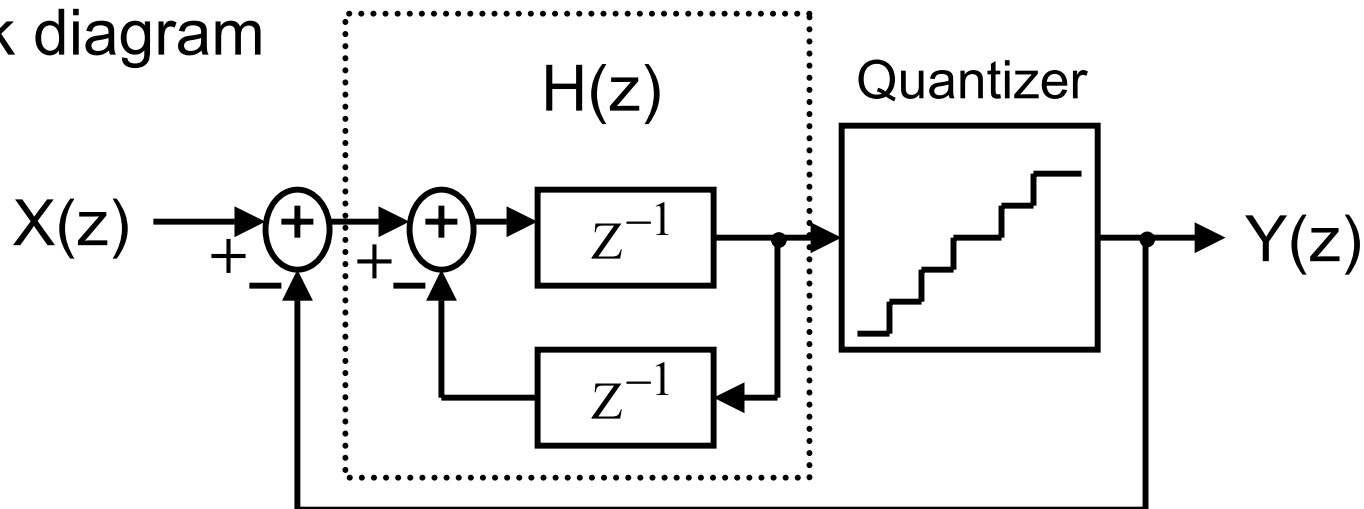 diagram
H(z)
Quantizer
X(z)
+
+
z⁻¹
Y(z)
+
−
+
−
z⁻¹